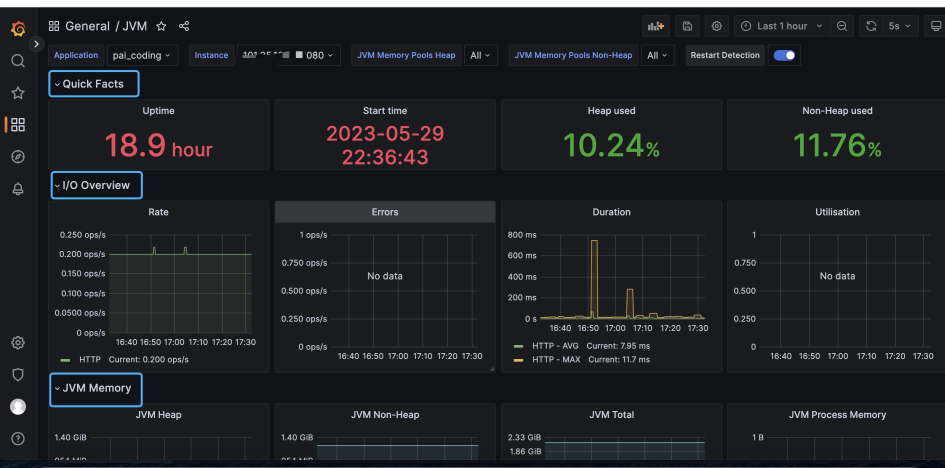 General / JVM
Last 1 hour
5s
Application pai_coding Instance 080 JVM Memory Pools Heap All JVM Memory Pools Non-Heap All Restart Detection
Quick Facts
Uptime
18.9 hour
Start time
2023-05-29
22:36:43
Heap used
10.24%
Non-Heap used
11.76%
I/O Overview
Rate
0.250 ops/s
0.200 ops/s
0.150 ops/s
0.100 ops/s
0.0500 ops/s
0 ops/s
16:40 16:50 17:00 17:10 17:20 17:30
HTTP Current: 0.200 ops/s
Errors
1 ops/s
0.750 ops/s
No data
0.500 ops/s
0.250 ops/s
0 ops/s
16:40 16:50 17:00 17:10 17:20 17:30
Duration
800 ms
600 ms
400 ms
200 ms
0 s
16:40 16:50 17:00 17:10 17:20 17:30
HTTP - AVG Current: 7.95 ms
HTTP - MAX Current: 11.7 ms
Utilisation
1
0.750
No data
0.500
0.250
0
16:40 16:50 17:00 17:10 17:20 17:30
JVM Memory
JVM Heap
1.40 GiB
JVM Non-Heap
1.40 GiB
JVM Total
2.33 GiB
1.86 GiB
JVM Process Memory
1 B